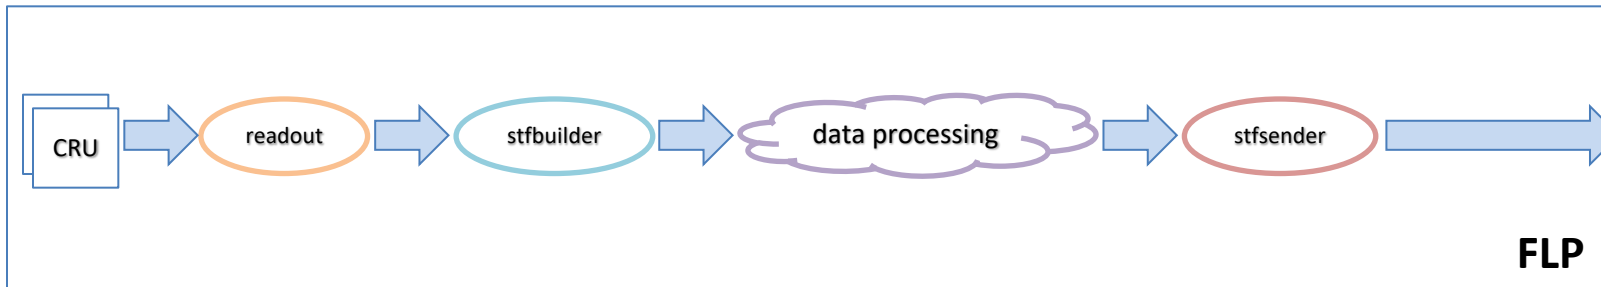 CRU
readout
stfbuilder
data processing
stfsender
FLP